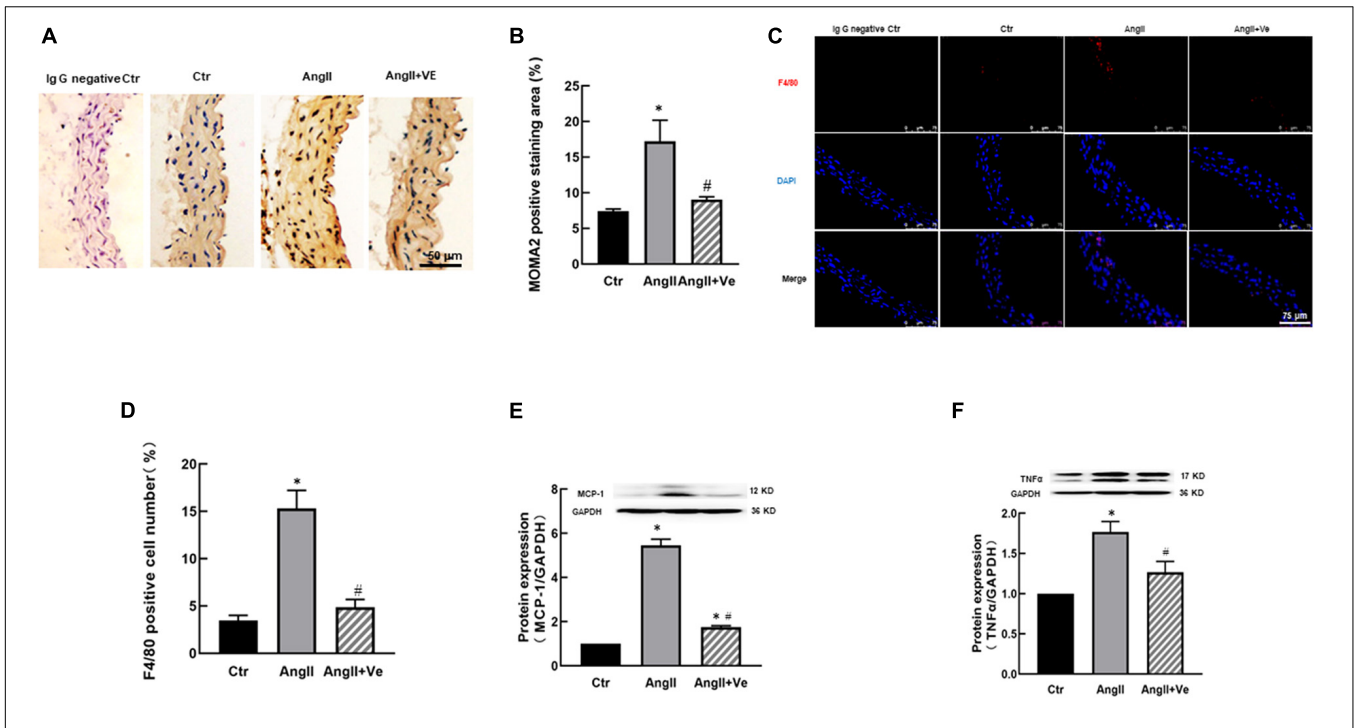 A
Ig G negative Ctr
Ctr
AngII
AngII+VE
50 µm
B
MOMA2 positive staining area (%)
25
20
15
10
5
0
*
#
Ctr
AngII
AngII+Ve
C
Ig G negative Ctr
Ctr
AngII
AngII+Ve
F4/80
DAPI
Merge
75 µm
D
F4/80 positive cell number(%)
20
15
10
5
0
*
#
Ctr
AngII
AngII+Ve
E
MCP-1
12 KD
GAPDH
36 KD
Protein expression
(MCP-1/GAPDH)
8
6
4
2
0
*
* #
Ctr
AngII
AngII+Ve
F
TNFα
17 KD
GAPDH
36 KD
Protein expression
(TNFα/GAPDH)
2.0
1.5
1.0
0.5
0.0
*
#
Ctr
AngII
AngII+Ve